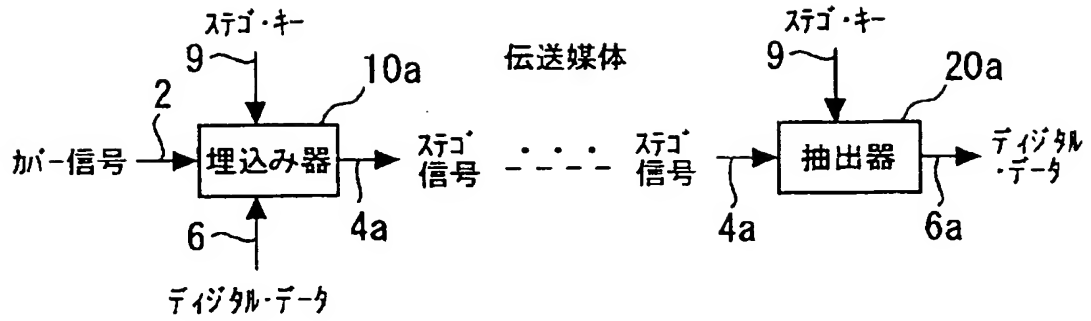 ステゴ・キー
9
10a
2
カバー信号
埋込み器
ステゴ
信号
4a
6
ディジタル・データ
伝送媒体
・・・
ステゴ・キー
9
20a
ステゴ
信号
4a
抽出器
ディジタル
・データ
6a